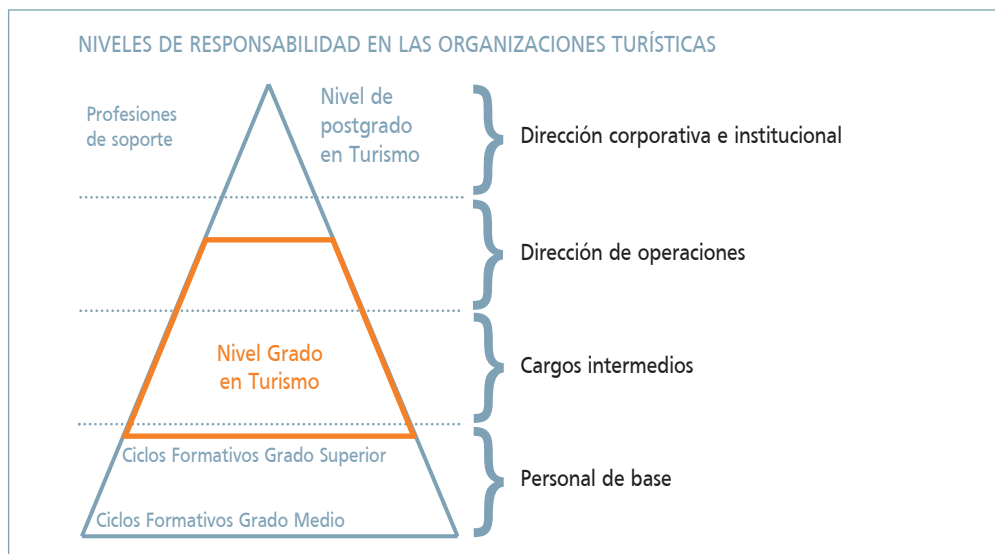 NIVELES DE RESPONSABILIDAD EN LAS ORGANIZACIONES TURÍSTICAS
Profesiones
de soporte
Nivel de
postgrado
en Turismo
Dirección corporativa e institucional
Dirección de operaciones
Nivel Grado
en Turismo
Cargos intermedios
Ciclos Formativos Grado Superior
Personal de base
Ciclos Formativos Grado Medio